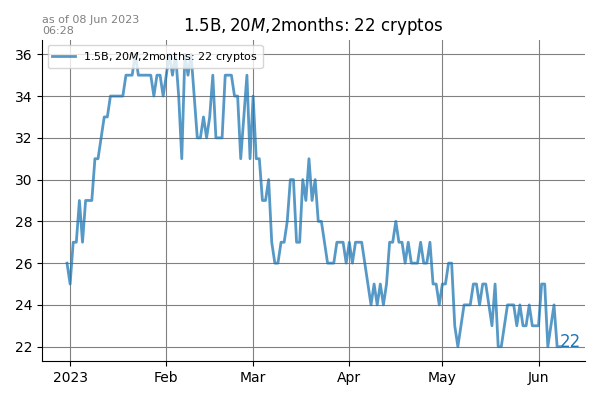 as of 08 Jun 2023
06:28
1.5B, 20M,2months: 22 cryptos
1.5B, 20M,2months: 22 cryptos
36
34
32
30
28
26
24
22
22
2023 Feb Mar Apr May Jun